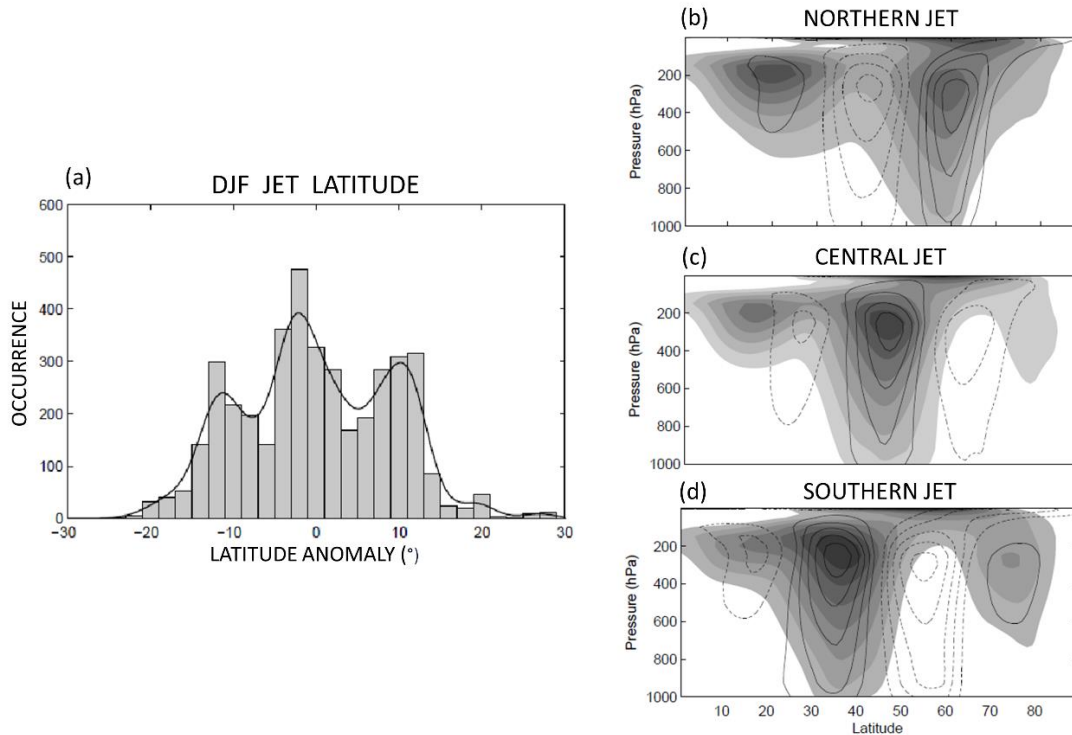 (a)
DJF JET LATITUDE
OCCURRENCE
600
500
400
300
200
100
0
−30 −20 −10 0 10 20 30
LATITUDE ANOMALY (°)
(b) NORTHERN JET
Pressure (hPa)
200
400
600
800
1000
(c) CENTRAL JET
Pressure (hPa)
200
400
600
800
1000
(d) SOUTHERN JET
Pressure (hPa)
200
400
600
800
1000
10 20 30 40 50 60 70 80
Latitude